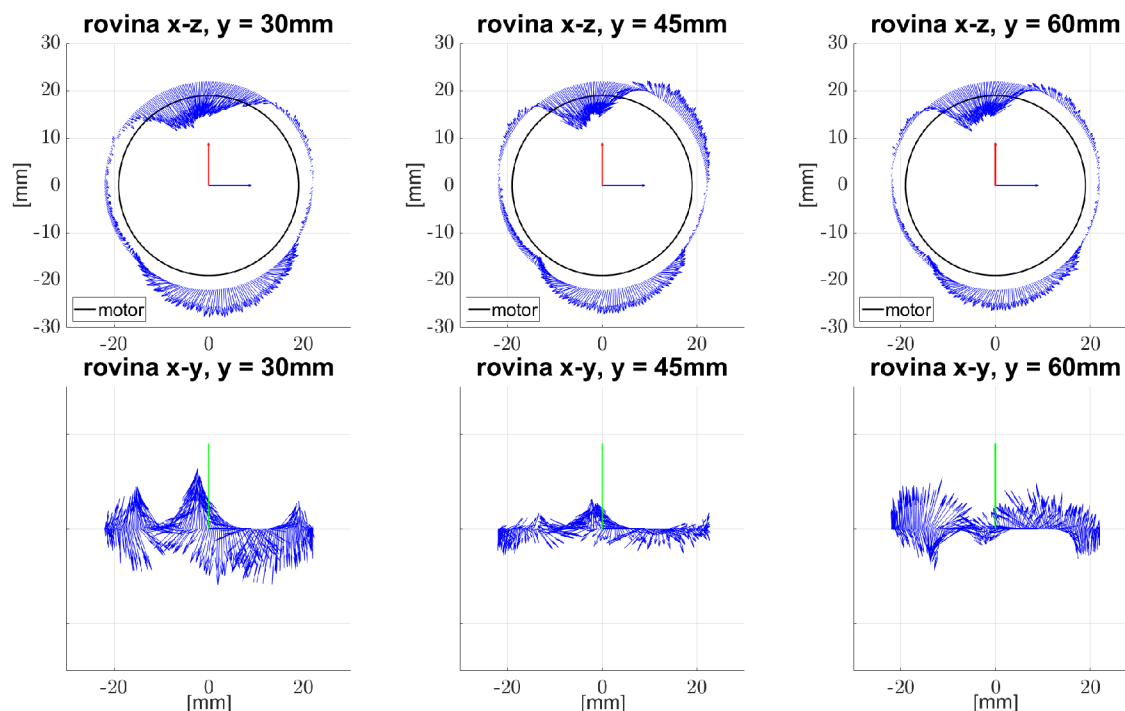 rovina x-z, y = 30mm
rovina x-z, y = 45mm
rovina x-z, y = 60mm
30
20
10
0
-10
-20
-30
[mm]
motor
-20
0
20
30
20
10
0
-10
-20
-30
[mm]
motor
-20
0
20
30
20
10
0
-10
-20
-30
[mm]
motor
-20
0
20
rovina x-y, y = 30mm
rovina x-y, y = 45mm
rovina x-y, y = 60mm
-20
0
20
[mm]
-20
0
20
[mm]
-20
0
20
[mm]